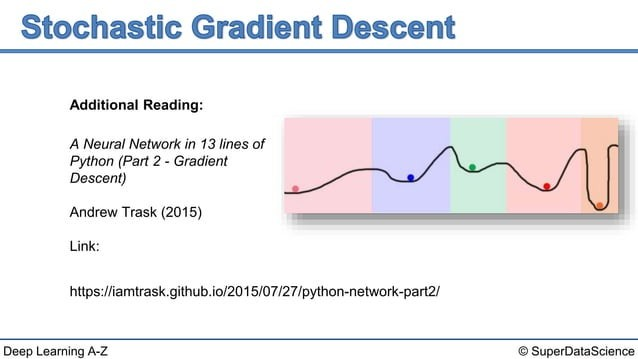 Stochastic Gradient Descent
Additional Reading:
A Neural Network in 13 lines of
Python (Part 2 - Gradient
Descent)
Andrew Trask (2015)
Link:
https://iamtrask.github.io/2015/07/27/python-network-part2/
Deep Learning A-Z
© SuperDataScience